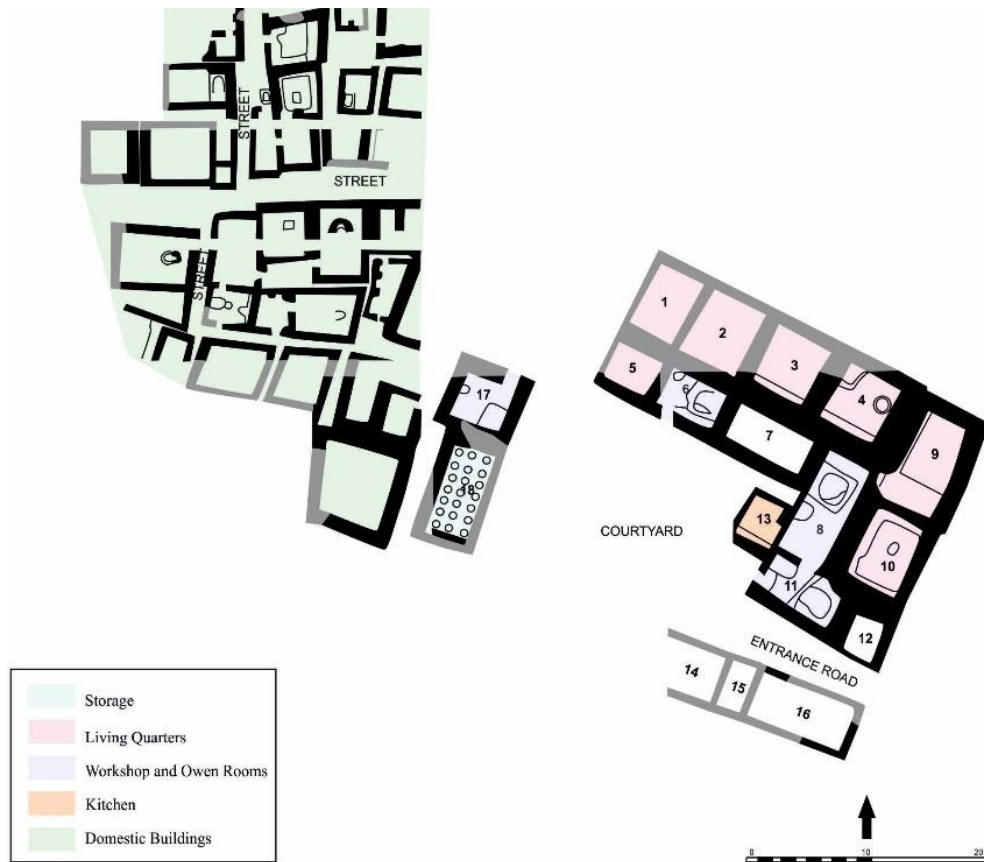 STREET
STREET
STREET
1
2
3
4
5
6
7
17
9
18
8
13
COURTYARD
10
11
12
ENTRANCE ROAD
14
15
16
Storage
Living Quarters
Workshop and Owen Rooms
Kitchen
Domestic Buildings
0 10 20